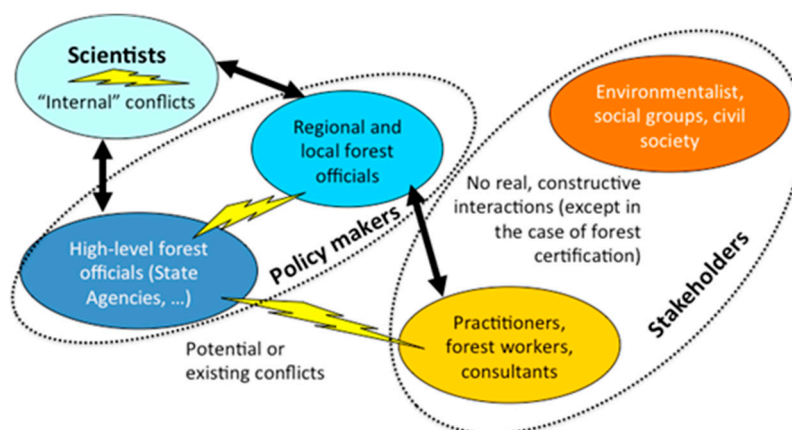 Scientists
“Internal” conflicts
Regional and
local forest
officials
High-level forest
officials (State
Agencies, ...)
Policy makers
Potential or
existing conflicts
Environmentalist,
social groups, civil
society
No real, constructive
interactions (except in
the case of forest
certification)
Practitioners,
forest workers,
consultants
Stakeholders